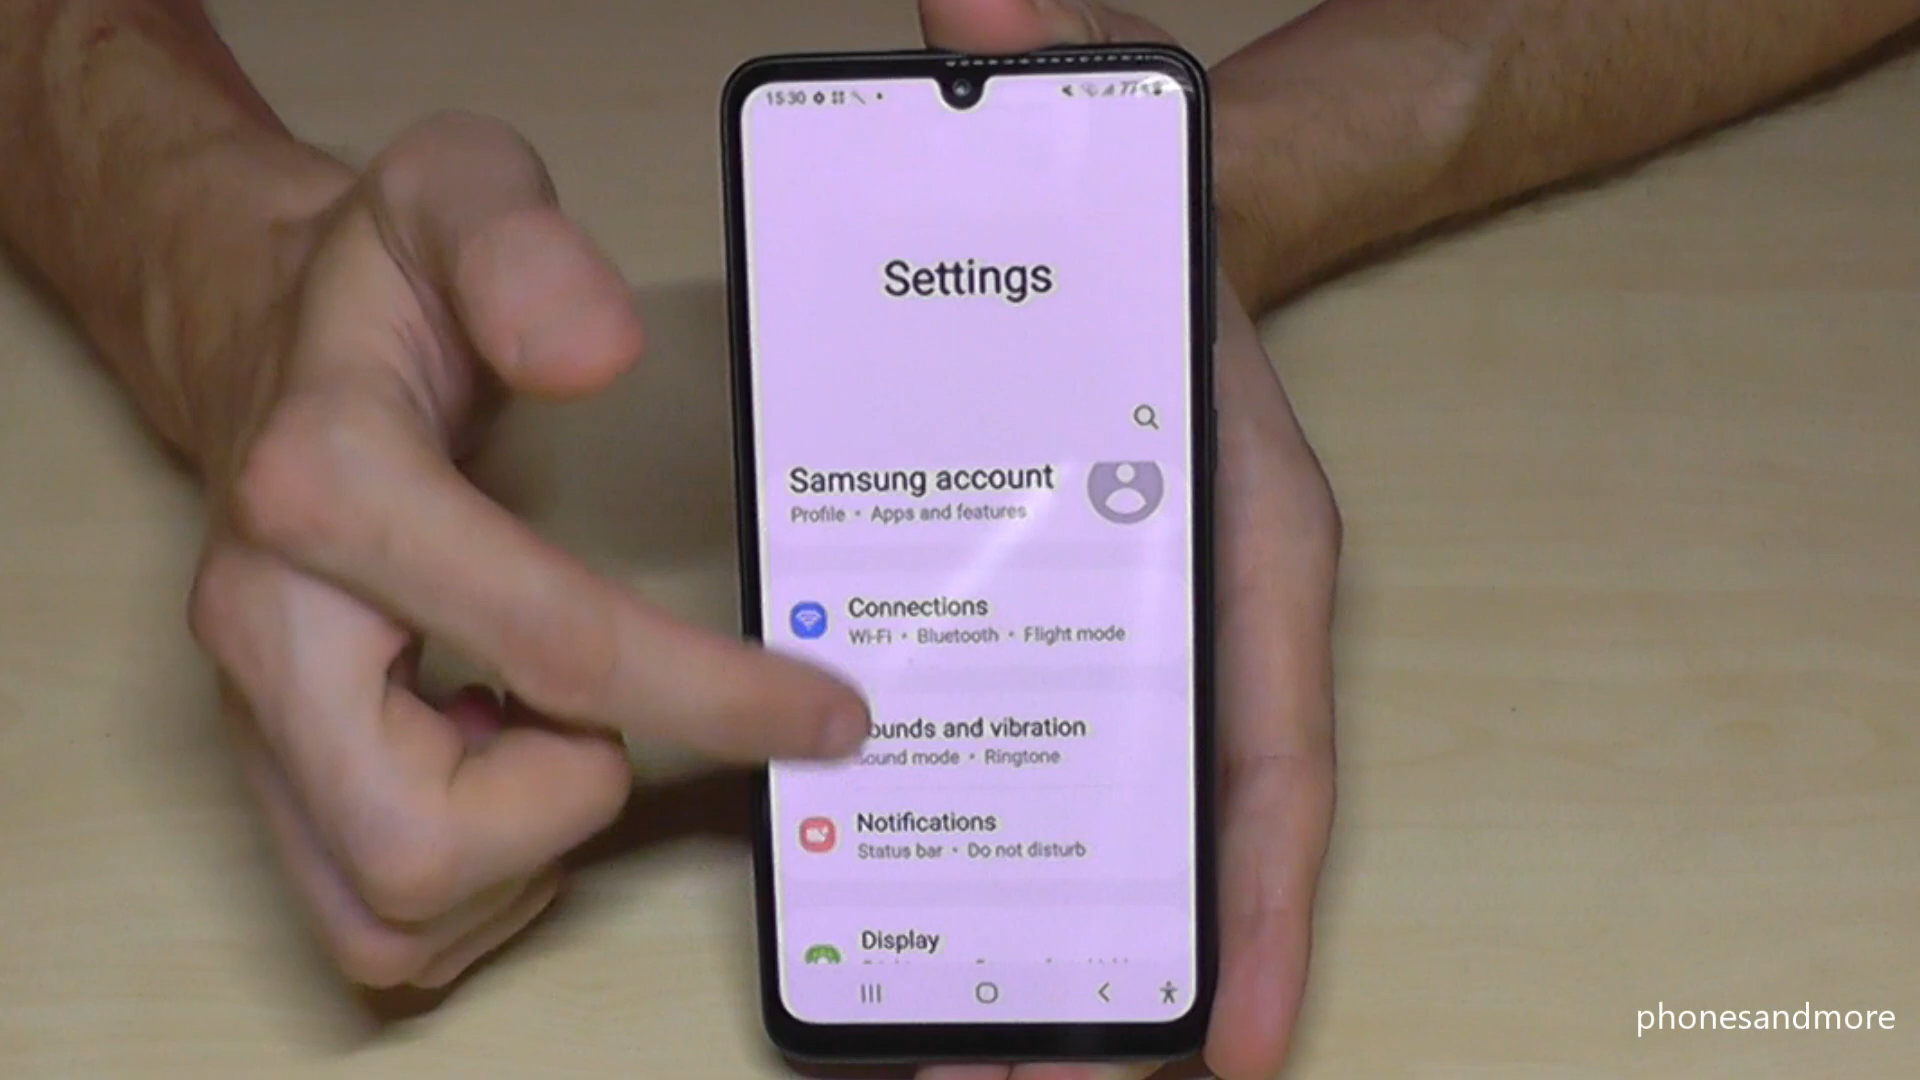 15:30
77%
Settings
Samsung account
Profile • Apps and features
Connections
Wi-Fi • Bluetooth • Flight mode
ounds and vibration
ound mode • Ringtone
Notifications
Status bar • Do not disturb
Display
phonesandmore